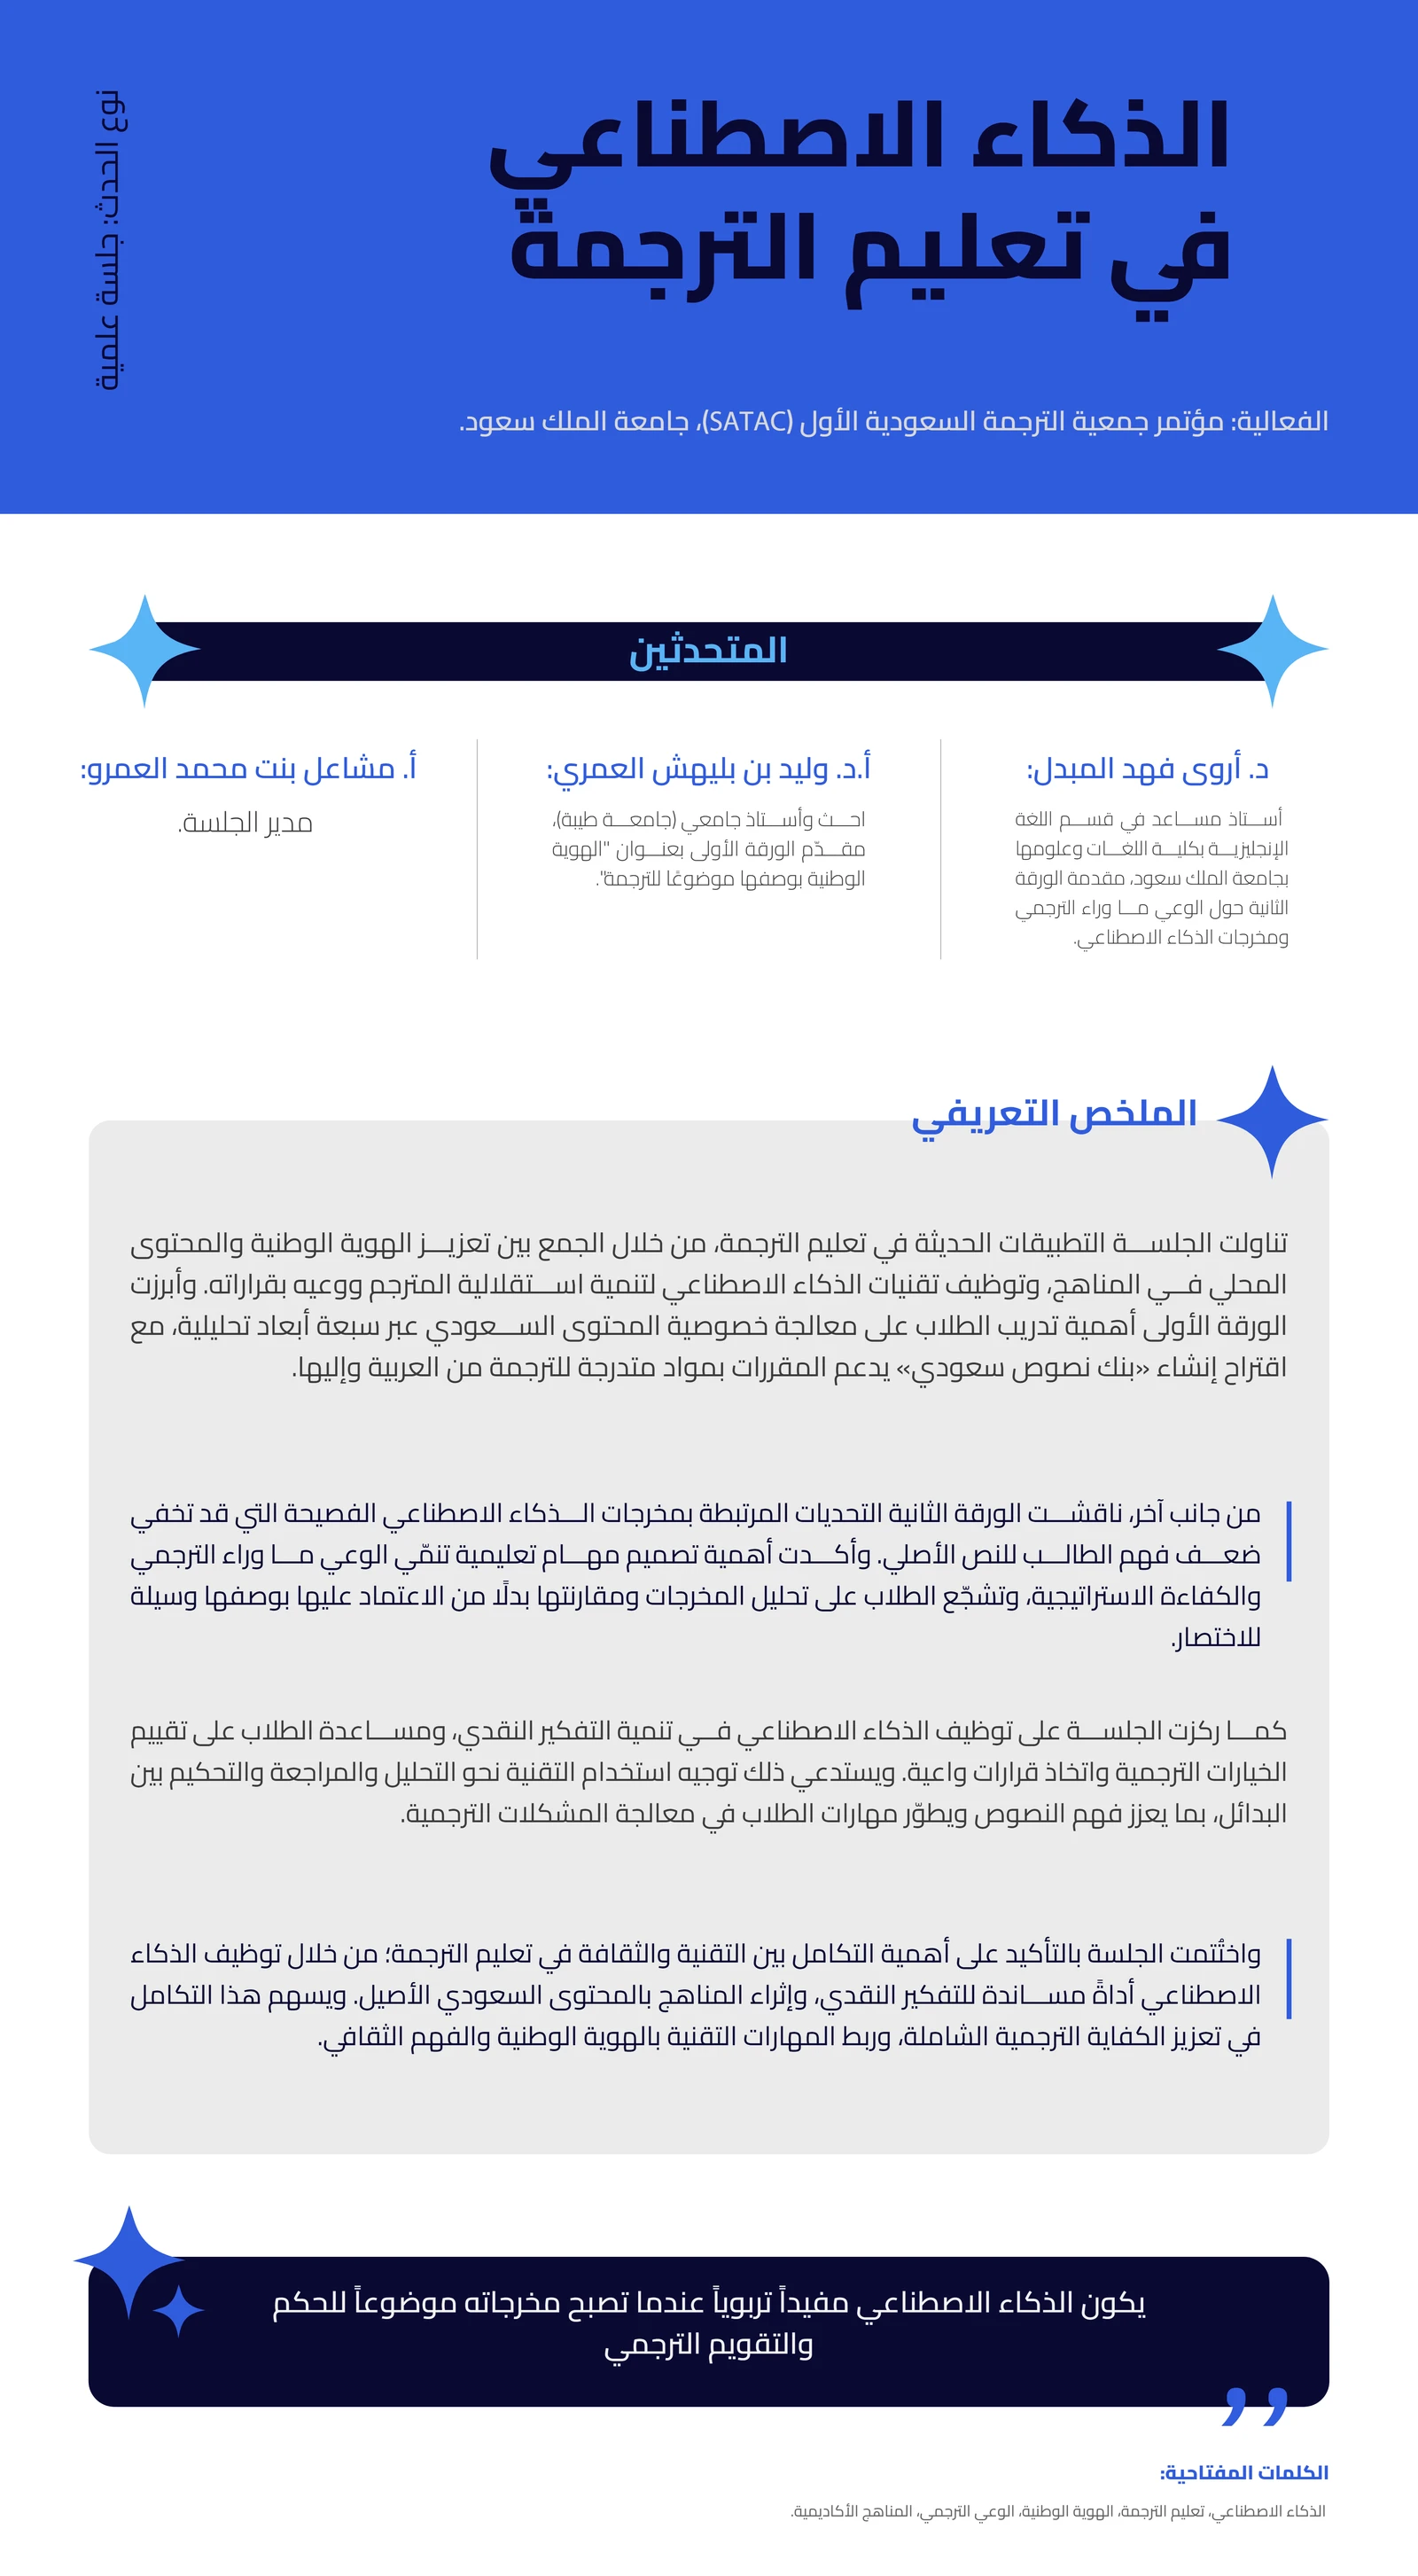 الذكاء الاصطناعي
في تعليم الترجمة
نوع الحدث: جلسة علمية
الفعالية: مؤتمر جمعية الترجمة السعودية الأول (SATAC)، جامعة الملك سعود.
المتحدثين
د. أروى فهد المبدل:
أستاذ مساعد في قسم اللغة
الإنجليزية بكلية اللغات وعلومها
بجامعة الملك سعود، مقدمة الورقة
الثانية حول الوعي ما وراء الترجمي
ومخرجات الذكاء الاصطناعي.
أ.د. وليد بن بليهش العمري:
احث وأستاذ جامعي (جامعة طيبة)،
مقدّم الورقة الأولى بعنوان "الهوية
الوطنية بوصفها موضوعًا للترجمة".
أ. مشاعل بنت محمد العمرو:
مدير الجلسة.
الملخص التعريفي
تناولت الجلسة التطبيقات الحديثة في تعليم الترجمة، من خلال الجمع بين تعزيز الهوية الوطنية والمحتوى
المحلي في المناهج، وتوظيف تقنيات الذكاء الاصطناعي لتنمية استقلالية المترجم ووعيه بقراراته. وأبرزت
الورقة الأولى أهمية تدريب الطلاب على معالجة خصوصية المحتوى السعودي عبر سبعة أبعاد تحليلية، مع
اقتراح إنشاء «بنك نصوص سعودي» يدعم المقررات بمواد متدرجة للترجمة من العربية وإليها.
من جانب آخر، ناقشت الورقة الثانية التحديات المرتبطة بمخرجات الذكاء الاصطناعي الفصيحة التي قد تخفي
ضعف فهم الطالب للنص الأصلي. وأكدت أهمية تصميم مهام تعليمية تنمّي الوعي ما وراء الترجمي
والكفاءة الاستراتيجية، وتشجّع الطلاب على تحليل المخرجات ومقارنتها بدلًا من الاعتماد عليها بوصفها وسيلة
للاختصار.
كما ركزت الجلسة على توظيف الذكاء الاصطناعي في تنمية التفكير النقدي، ومساعدة الطلاب على تقييم
الخيارات الترجمية واتخاذ قرارات واعية. ويستدعي ذلك توجيه استخدام التقنية نحو التحليل والمراجعة والتحكيم بين
البدائل، بما يعزز فهم النصوص ويطوّر مهارات الطلاب في معالجة المشكلات الترجمية.
واختُتمت الجلسة بالتأكيد على أهمية التكامل بين التقنية والثقافة في تعليم الترجمة؛ من خلال توظيف الذكاء
الاصطناعي أداةً مساندة للتفكير النقدي، وإثراء المناهج بالمحتوى السعودي الأصيل. ويسهم هذا التكامل
في تعزيز الكفاية الترجمية الشاملة، وربط المهارات التقنية بالهوية الوطنية والفهم الثقافي.
يكون الذكاء الاصطناعي مفيداً تربوياً عندما تصبح مخرجاته موضوعاً للحكم
والتقويم الترجمي
الكلمات المفتاحية:
الذكاء الاصطناعي، تعليم الترجمة، الهوية الوطنية، الوعي الترجمي، المناهج الأكاديمية.